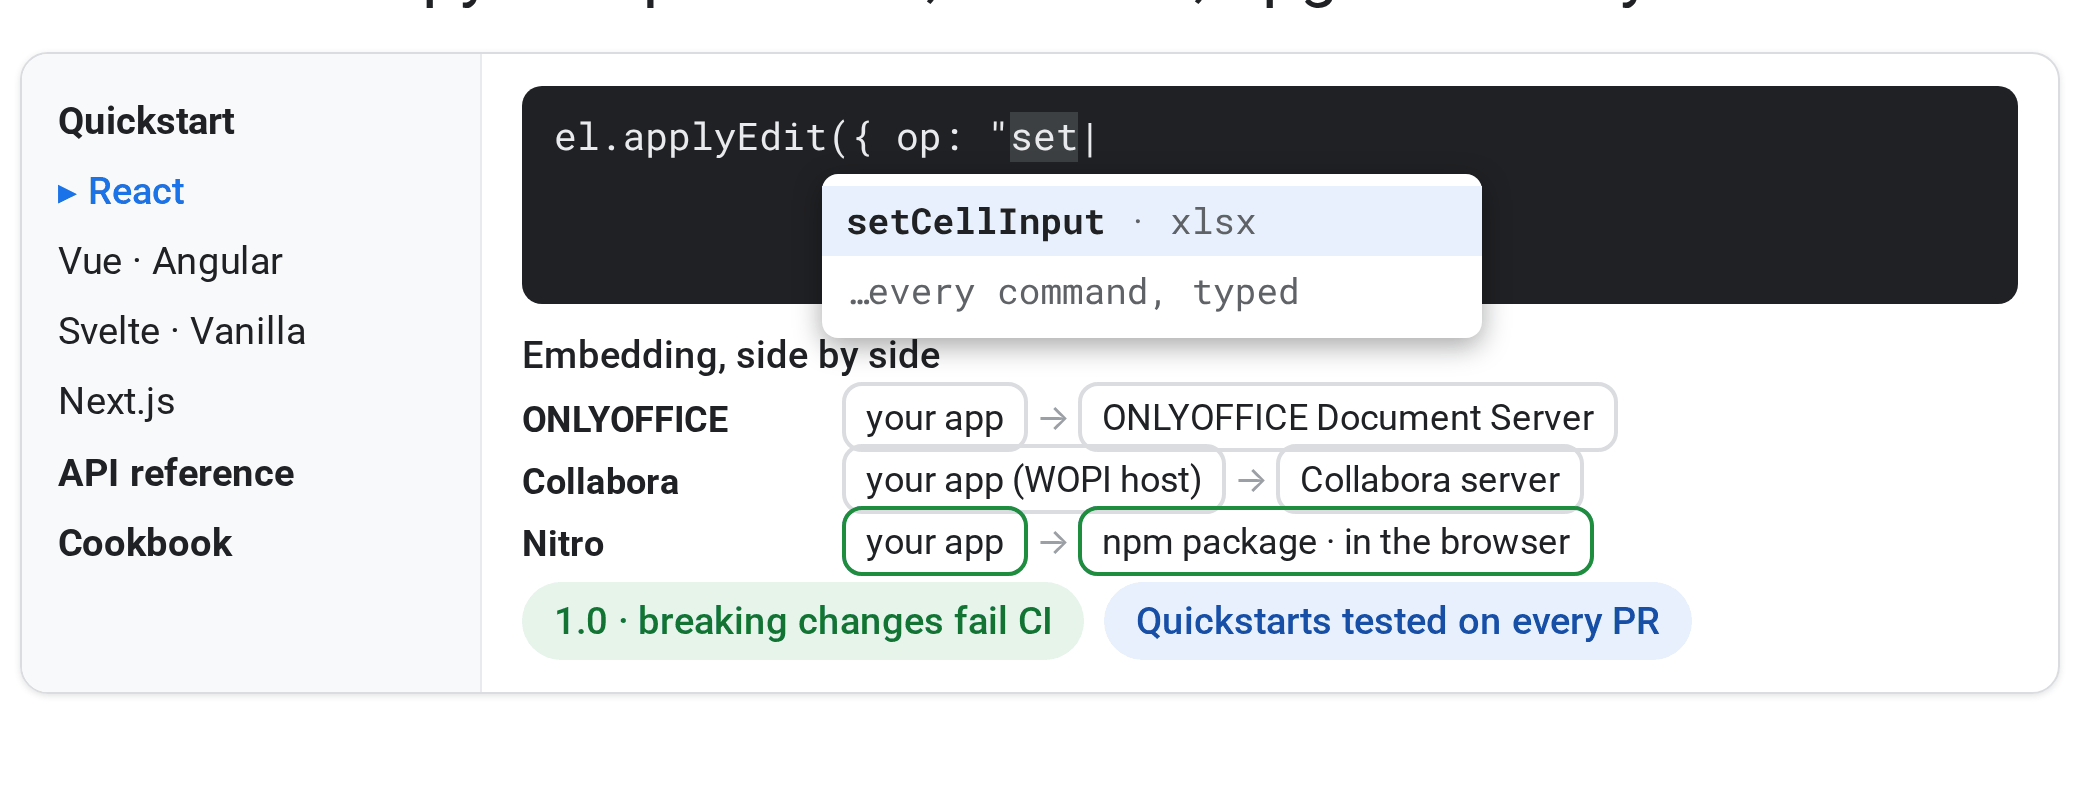 Quickstart
▸ React
Vue · Angular
Svelte · Vanilla
Next.js
API reference
Cookbook
el.applyEdit({ op: "set|
setCellInput · xlsx
…every command, typed
Embedding, side by side
ONLYOFFICE your app → ONLYOFFICE Document Server
Collabora your app (WOPI host) → Collabora server
Nitro your app → npm package · in the browser
1.0 · breaking changes fail CI Quickstarts tested on every PR